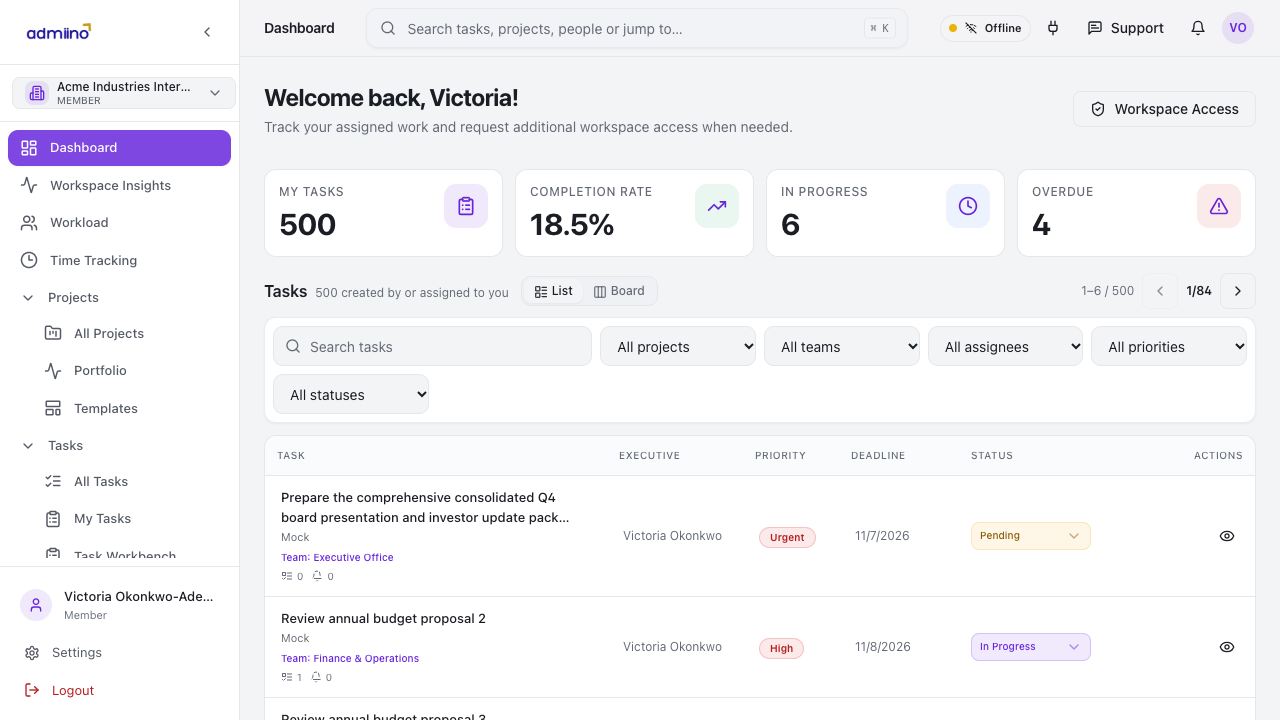 admiino
Acme Industries Inter...
MEMBER
Dashboard
Workspace Insights
Workload
Time Tracking
Projects
All Projects
Portfolio
Templates
Tasks
All Tasks
My Tasks
Task Workbench
Victoria Okonkwo-Ade...
Member
Settings
Logout
Dashboard
Search tasks, projects, people or jump to...
⌘ K
Offline
Support
VO
Welcome back, Victoria!
Track your assigned work and request additional workspace access when needed.
Workspace Access
MY TASKS
500
COMPLETION RATE
18.5%
IN PROGRESS
6
OVERDUE
4
Tasks
500 created by or assigned to you
List
Board
1–6 / 500
1/84
Search tasks
All projects
All teams
All assignees
All priorities
All statuses
TASK EXECUTIVE PRIORITY DEADLINE STATUS ACTIONS
Prepare the comprehensive consolidated Q4
board presentation and investor update pack...
Mock
Team: Executive Office
0 0
Victoria Okonkwo
Urgent
11/7/2026
Pending
Review annual budget proposal 2
Mock
Team: Finance & Operations
1 0
Victoria Okonkwo
High
11/8/2026
In Progress
Review annual budget proposal 3